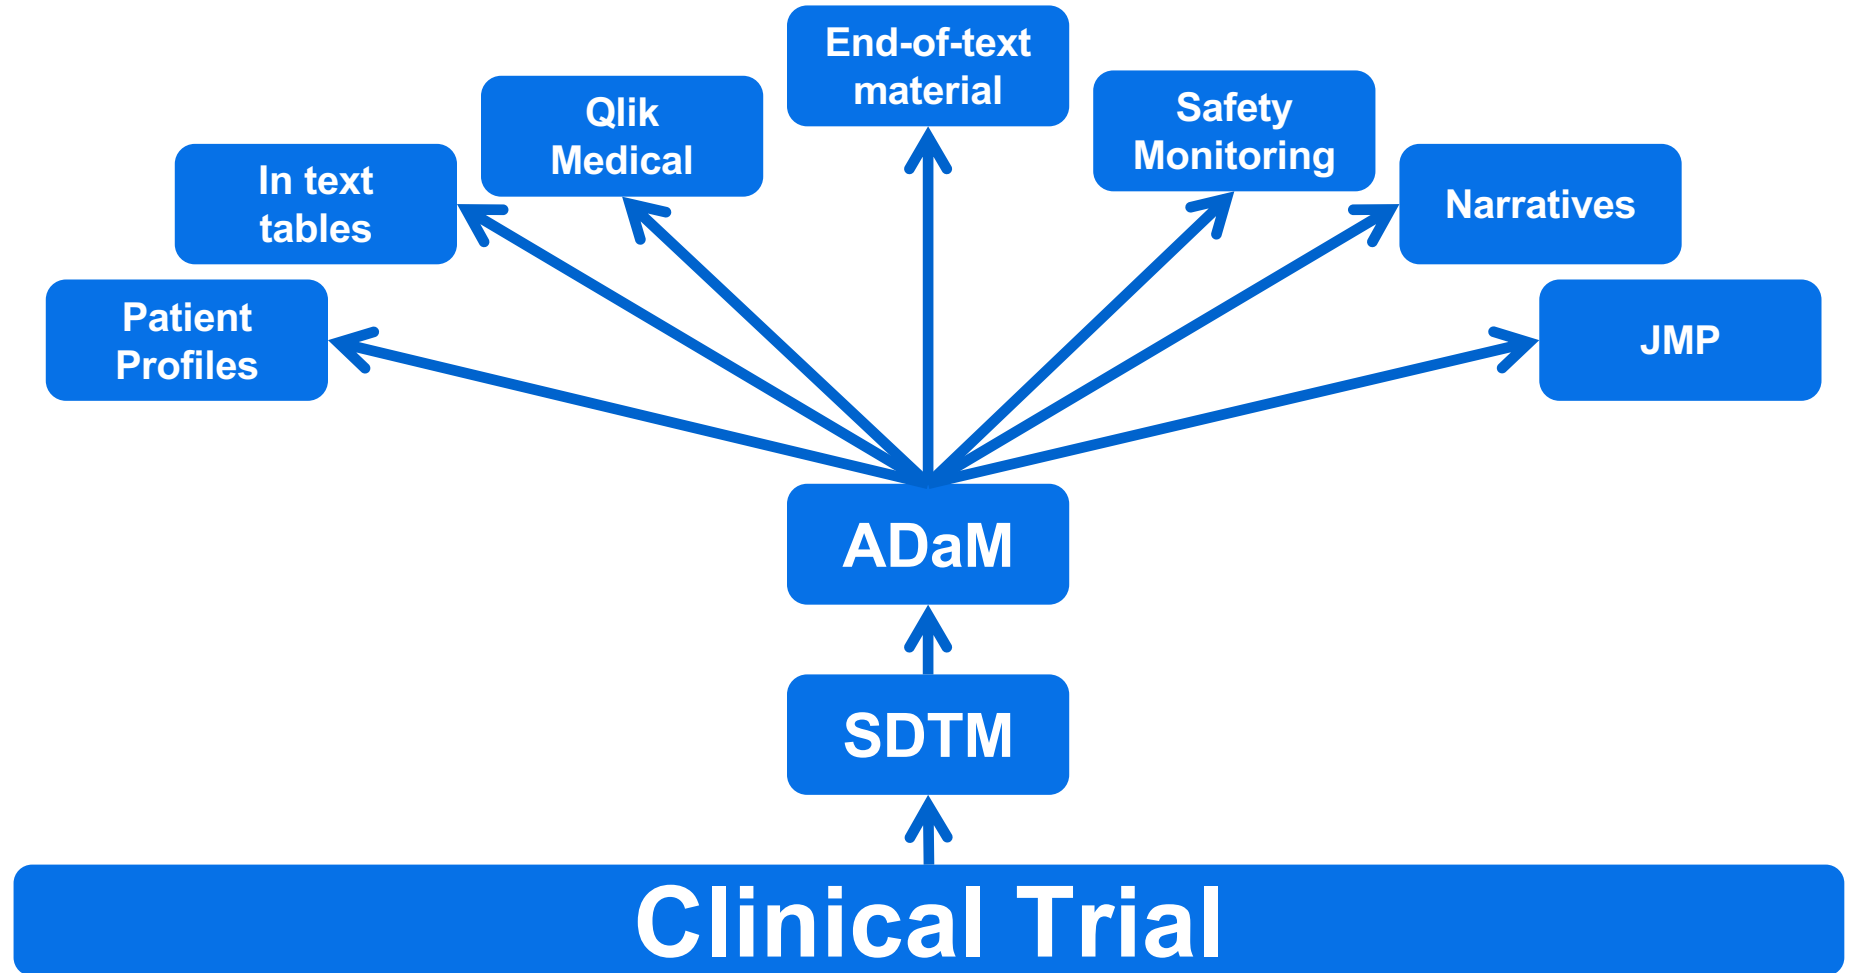 End-of-text
material
Qlik
Medical
Safety
Monitoring
In text
tables
Narratives
Patient
Profiles
JMP
ADaM
SDTM
Clinical Trial